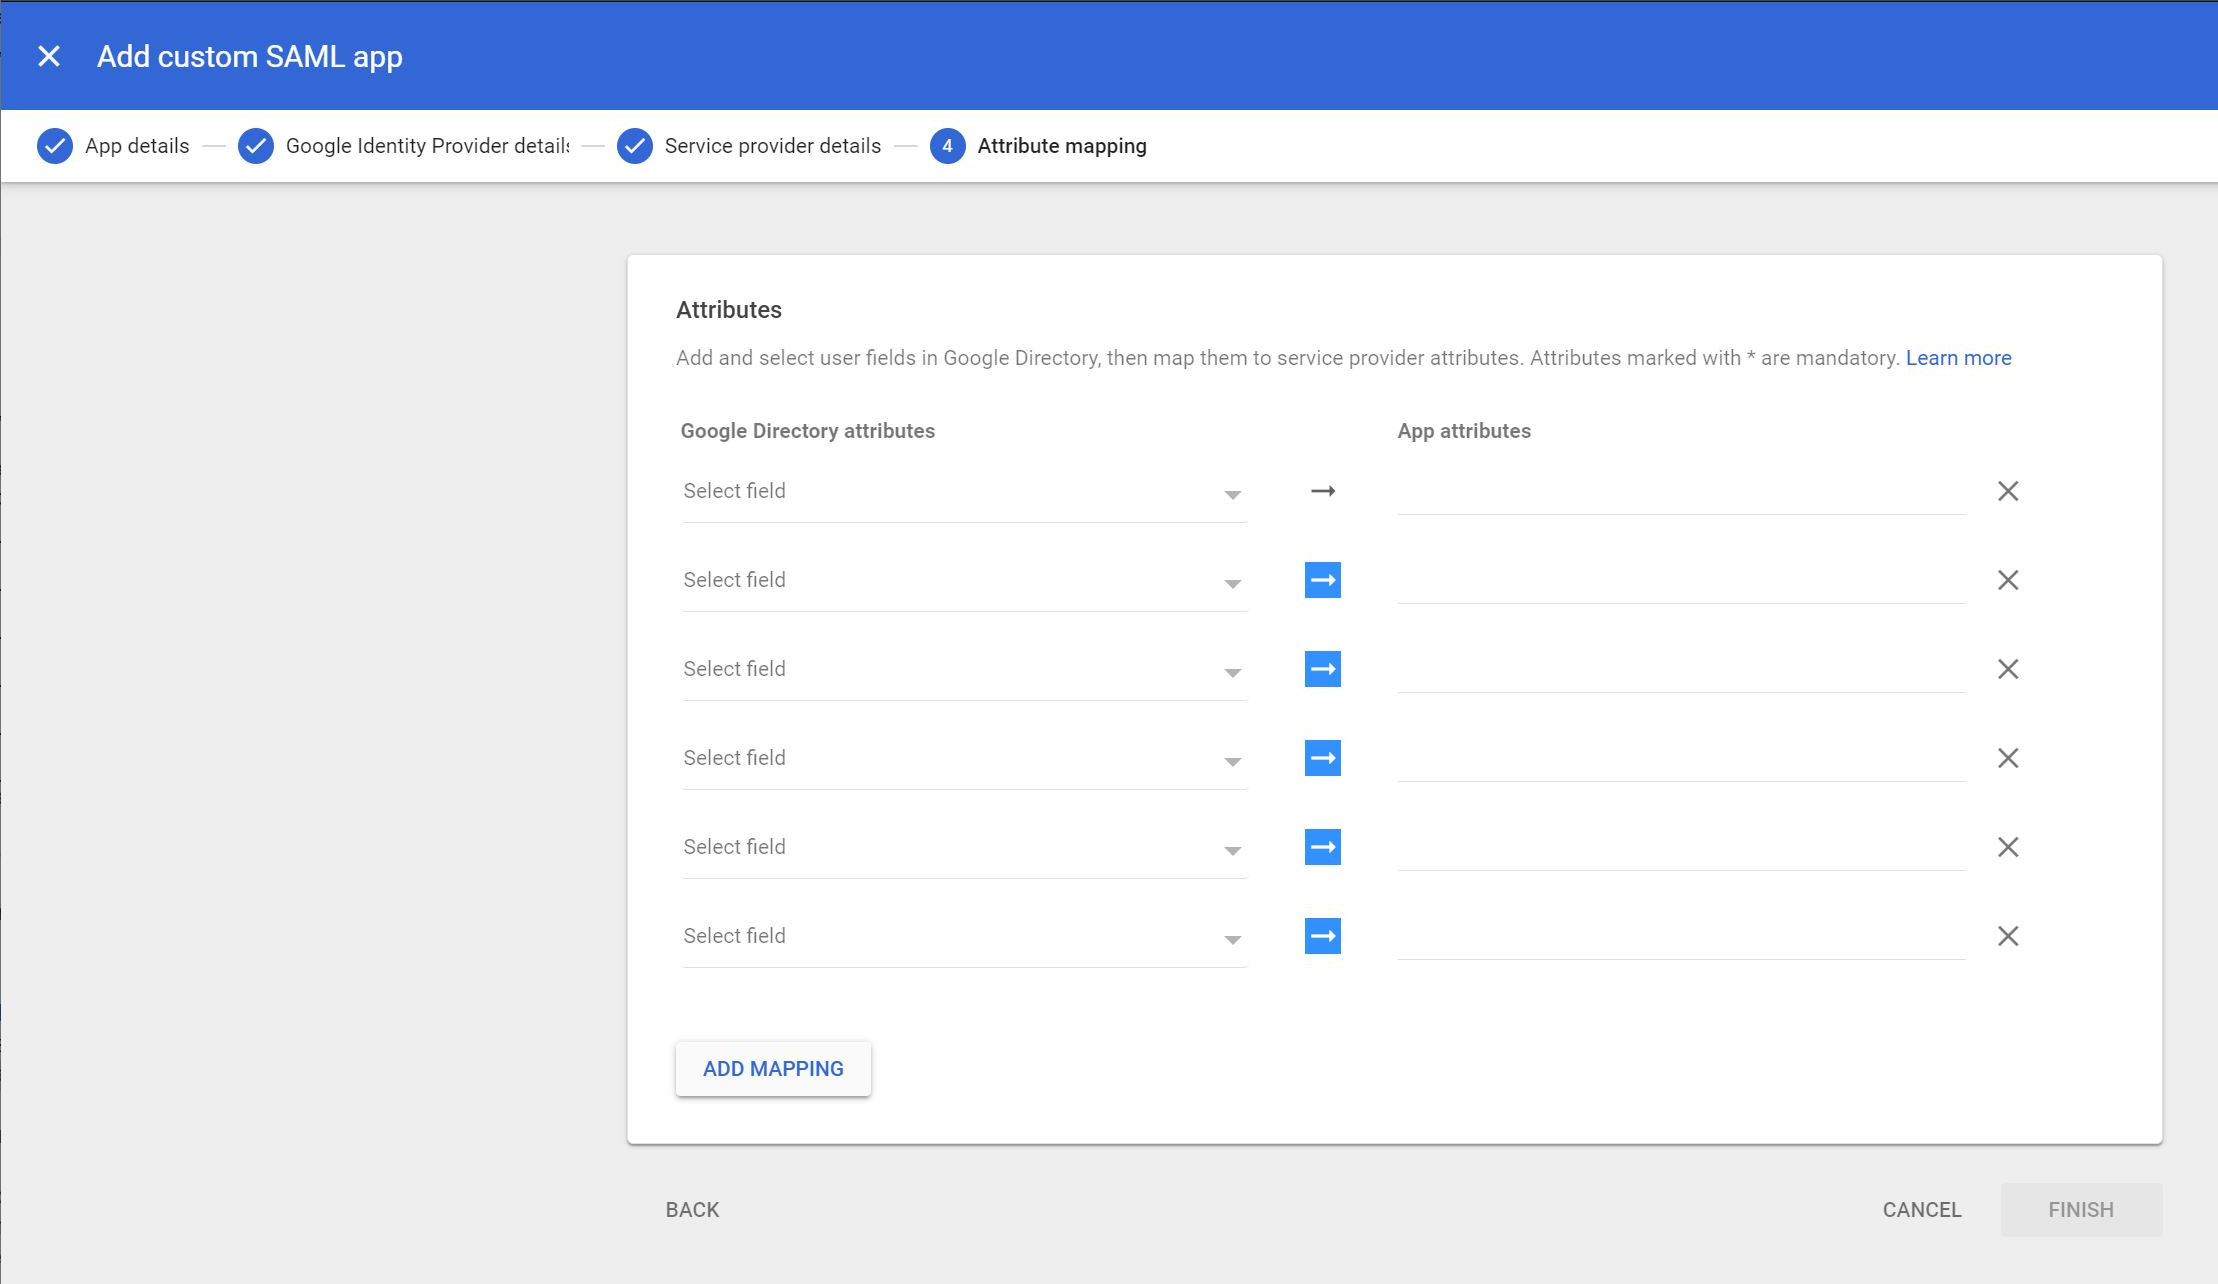 Add custom SAML app
App details
Google Identity Provider details
Service provider details
4 Attribute mapping
Attributes
Add and select user fields in Google Directory, then map them to service provider attributes. Attributes marked with * are mandatory. Learn more
Google Directory attributes
App attributes
Select field
Select field
Select field
Select field
Select field
Select field
ADD MAPPING
BACK
CANCEL
FINISH